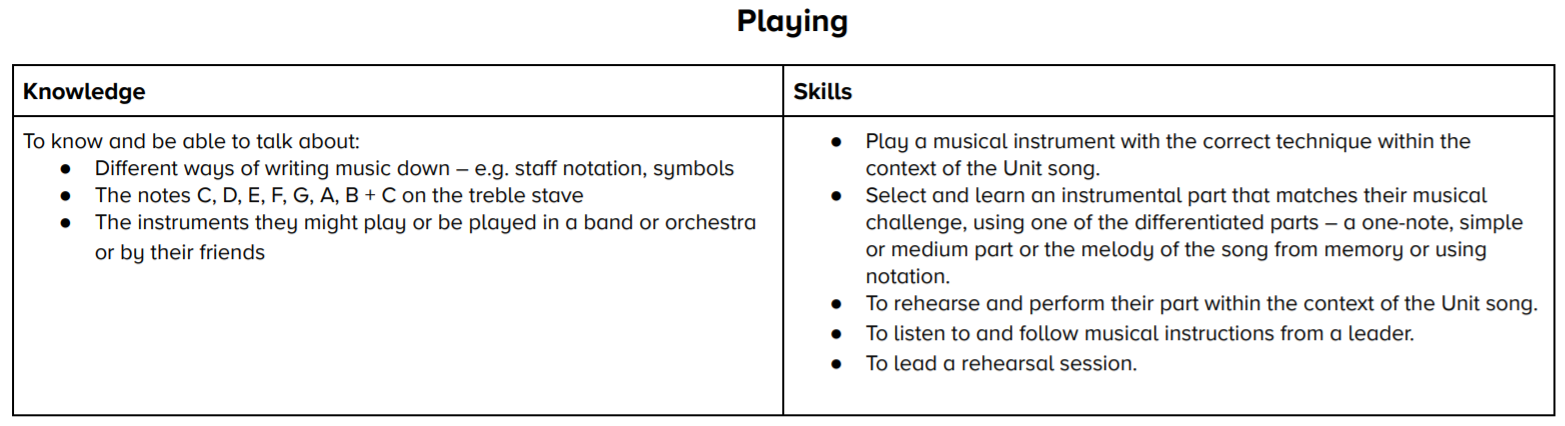 Playing
Knowledge
Skills
To know and be able to talk about:
● Different ways of writing music down – e.g. staff notation, symbols
● The notes C, D, E, F, G, A, B + C on the treble stave
● The instruments they might play or be played in a band or orchestra
or by their friends
● Play a musical instrument with the correct technique within the
context of the Unit song.
● Select and learn an instrumental part that matches their musical
challenge, using one of the differentiated parts – a one-note, simple
or medium part or the melody of the song from memory or using
notation.
● To rehearse and perform their part within the context of the Unit song.
● To listen to and follow musical instructions from a leader.
● To lead a rehearsal session.